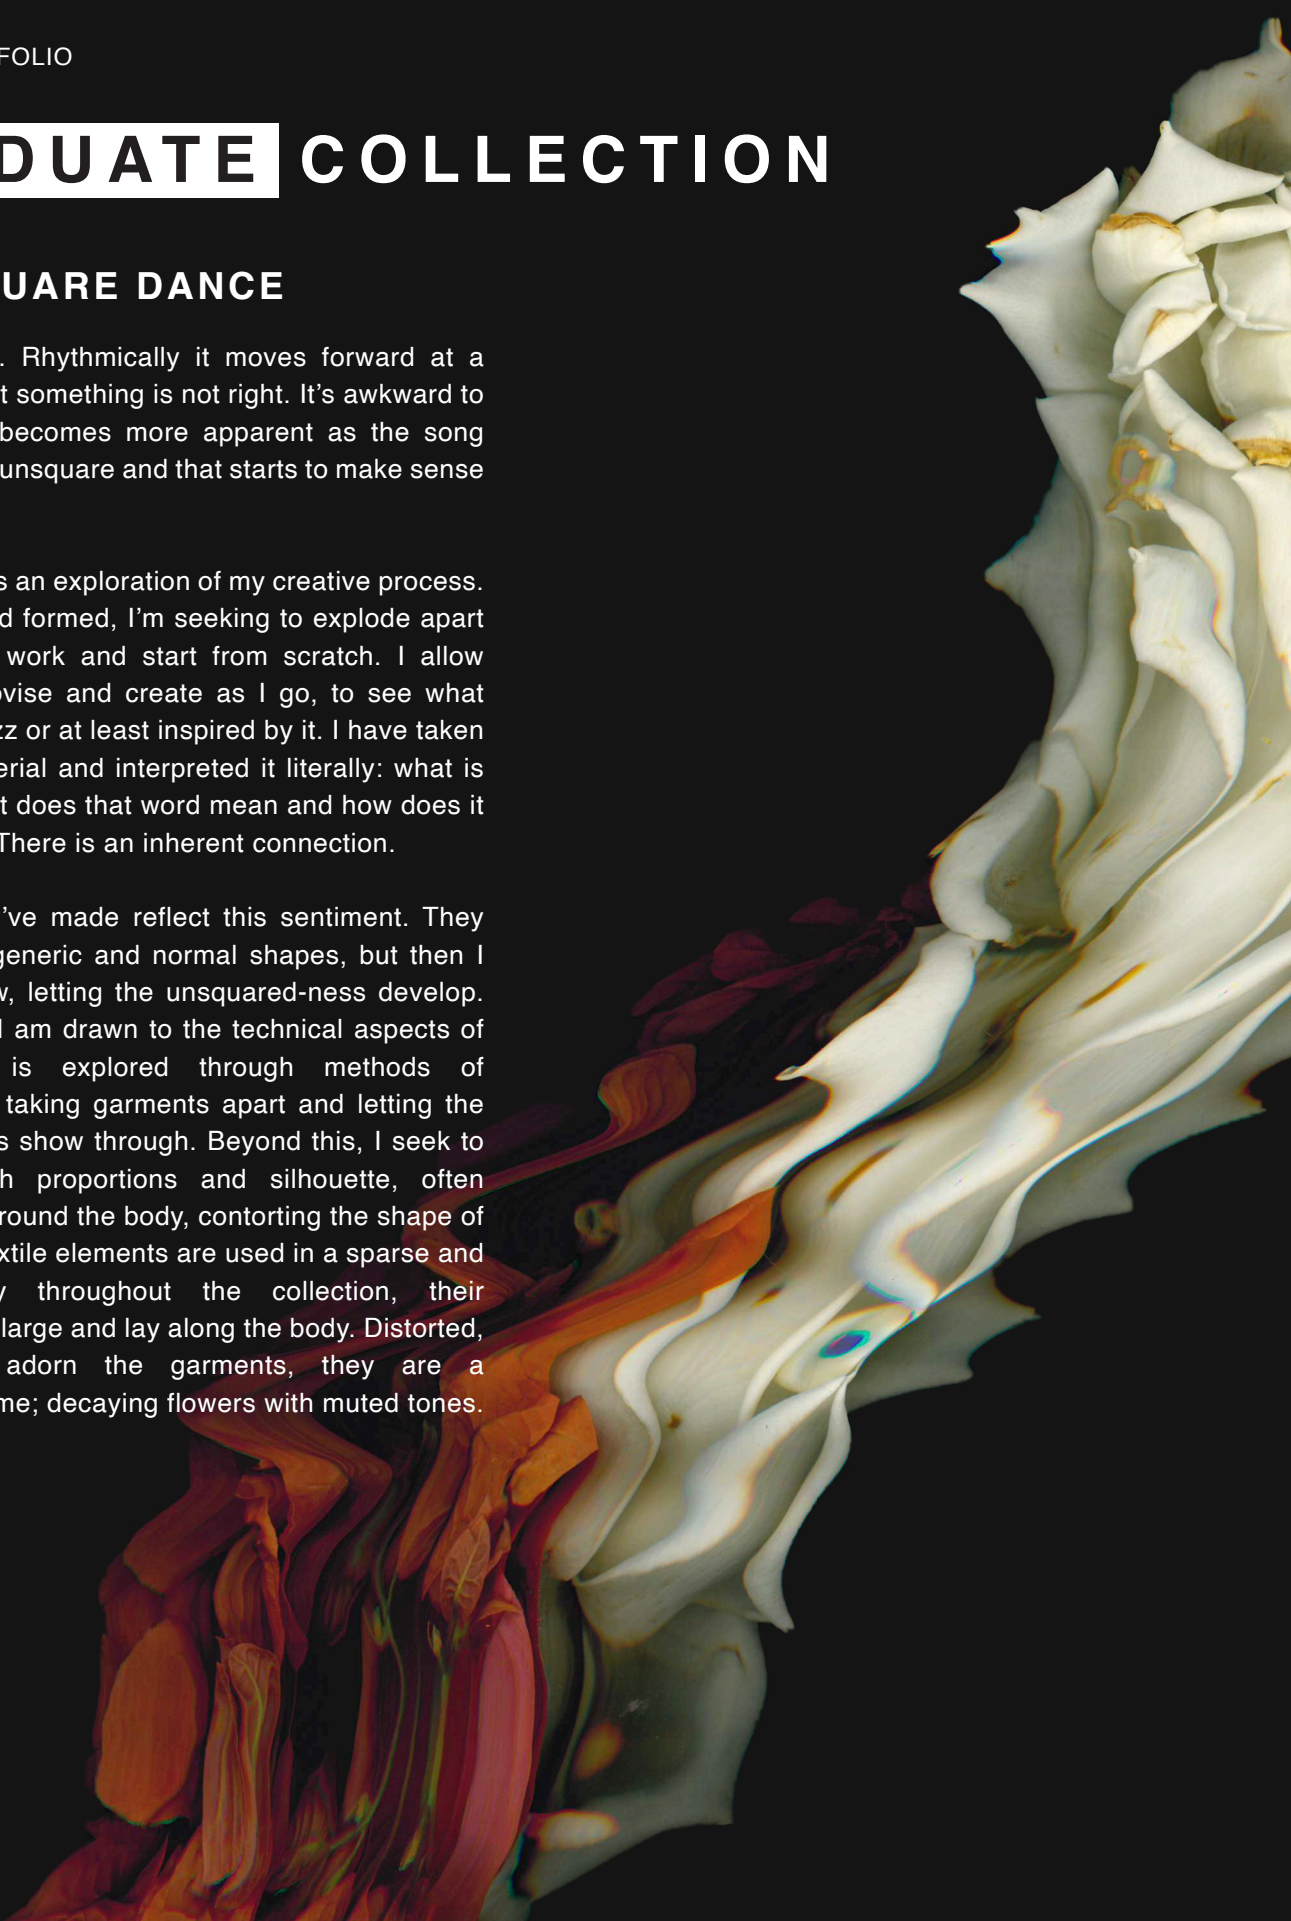 FOLIO
DUATE COLLECTION
UARE DANCE
. Rhythmically it moves forward at a
t something is not right. It’s awkward to
becomes more apparent as the song
unsquare and that starts to make sense
s an exploration of my creative process.
d formed, I’m seeking to explode apart
work and start from scratch. I allow
ovise and create as I go, to see what
zz or at least inspired by it. I have taken
erial and interpreted it literally: what is
t does that word mean and how does it
There is an inherent connection.
’ve made reflect this sentiment. They
generic and normal shapes, but then I
w, letting the unsquared-ness develop.
I am drawn to the technical aspects of
is explored through methods of
taking garments apart and letting the
s show through. Beyond this, I seek to
h proportions and silhouette, often
round the body, contorting the shape of
xtile elements are used in a sparse and
y throughout the collection, their
large and lay along the body. Distorted,
adorn the garments, they are a
me; decaying flowers with muted tones.